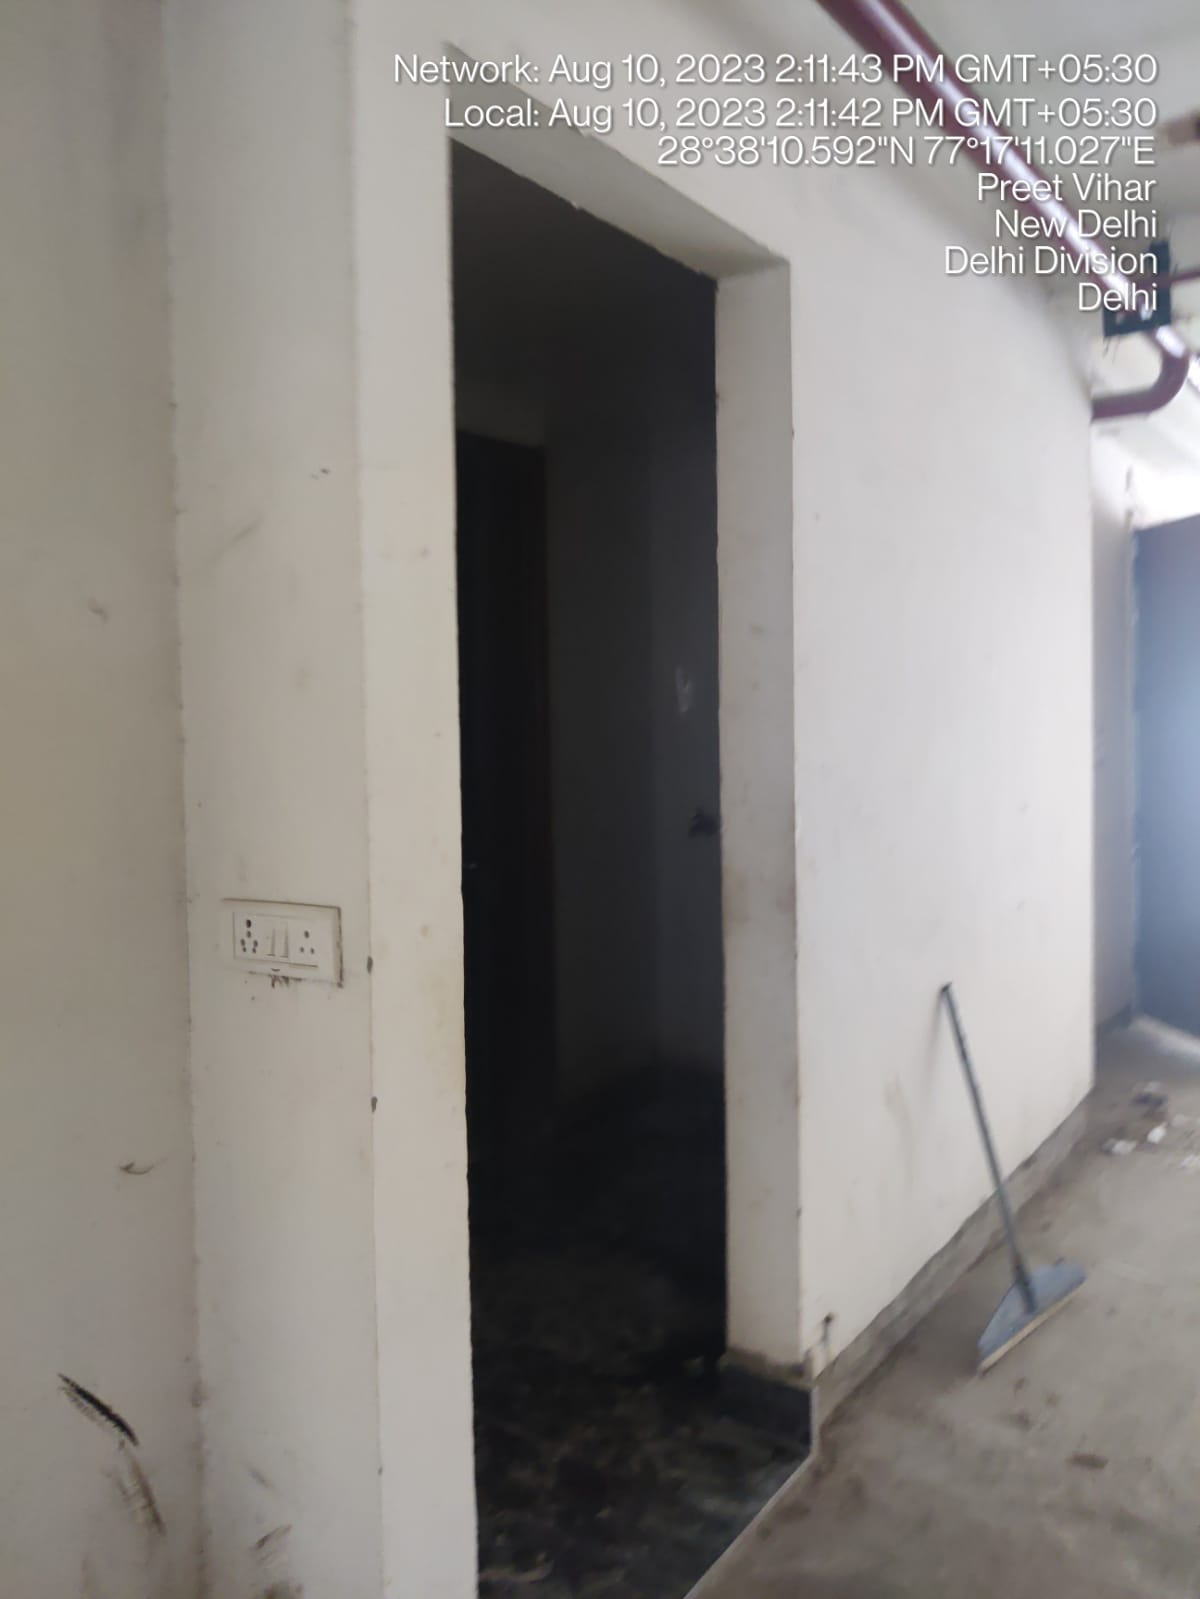 Network: Aug 10, 2023 2:11:43 PM GMT+05:30
Local: Aug 10, 2023 2:11:42 PM GMT+05:30
28°38'10.592"N 77°17'11.027"E
Preet Vihar
New Delhi
Delhi Division
Delhi